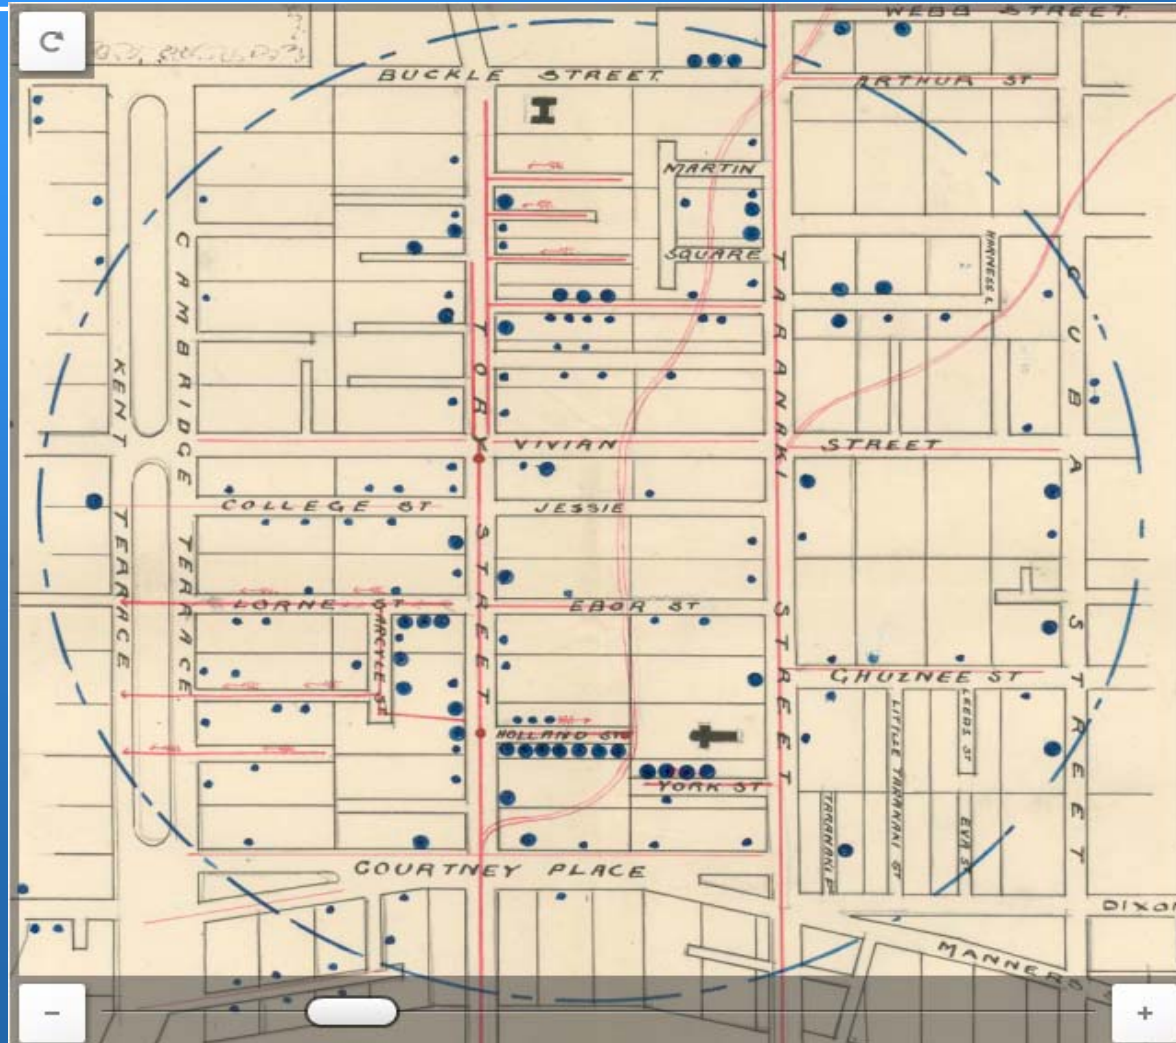 WEBB STREET
BUCKLE STREET
ARTHUR ST
MARTIN
SQUARE
HARNESS L
CAMBRIDGE TERRACE
KENT TERRACE
TORY STREET
TARANAKI STREET
CUBA STREET
VIVIAN STREET
COLLEGE ST
JESSIE
LORNE ST
EBOR ST
ARGYLE ST
GHUZNEE ST
HOLLAND ST
LITTLE TARANAKI ST
LEEDS ST
YORK ST
TARANAKI P
EVA ST
COURTNEY PLACE
DIXON
MANNERS